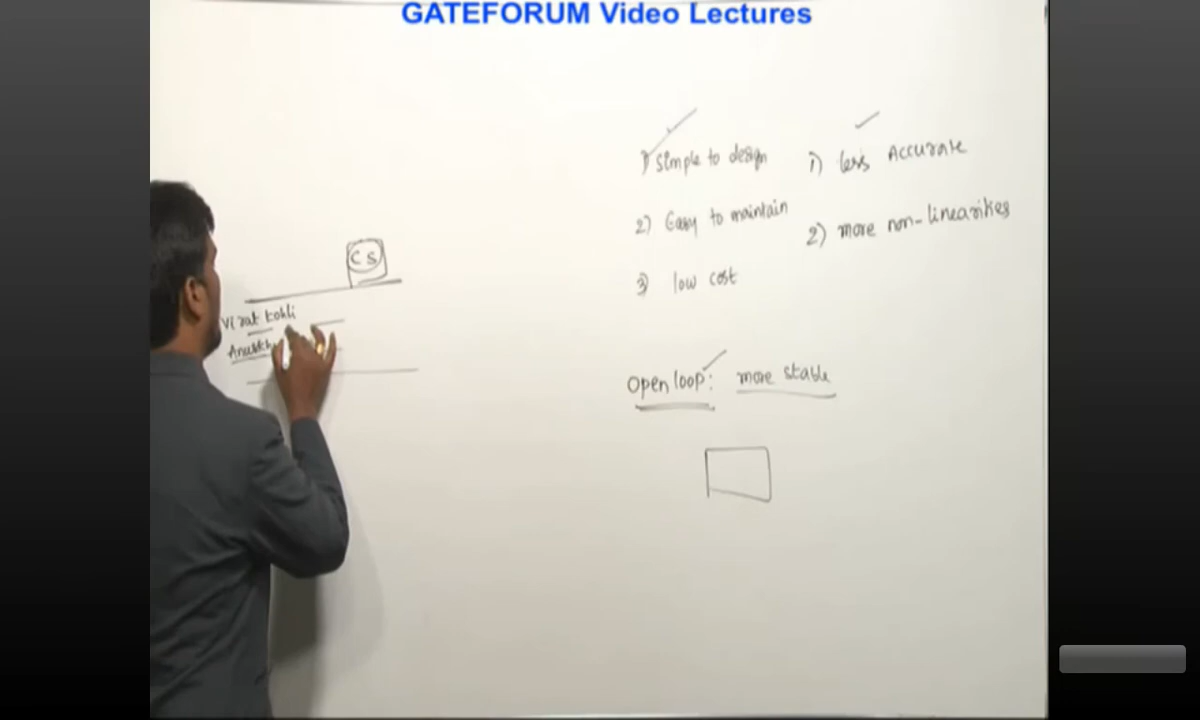 GATEFORUM Video Lectures
1) simple to design
2) Easy to maintain
3) low cost
1) less Accurate
2) more non-linearities
CS
Virat kohli
open loop: more stable